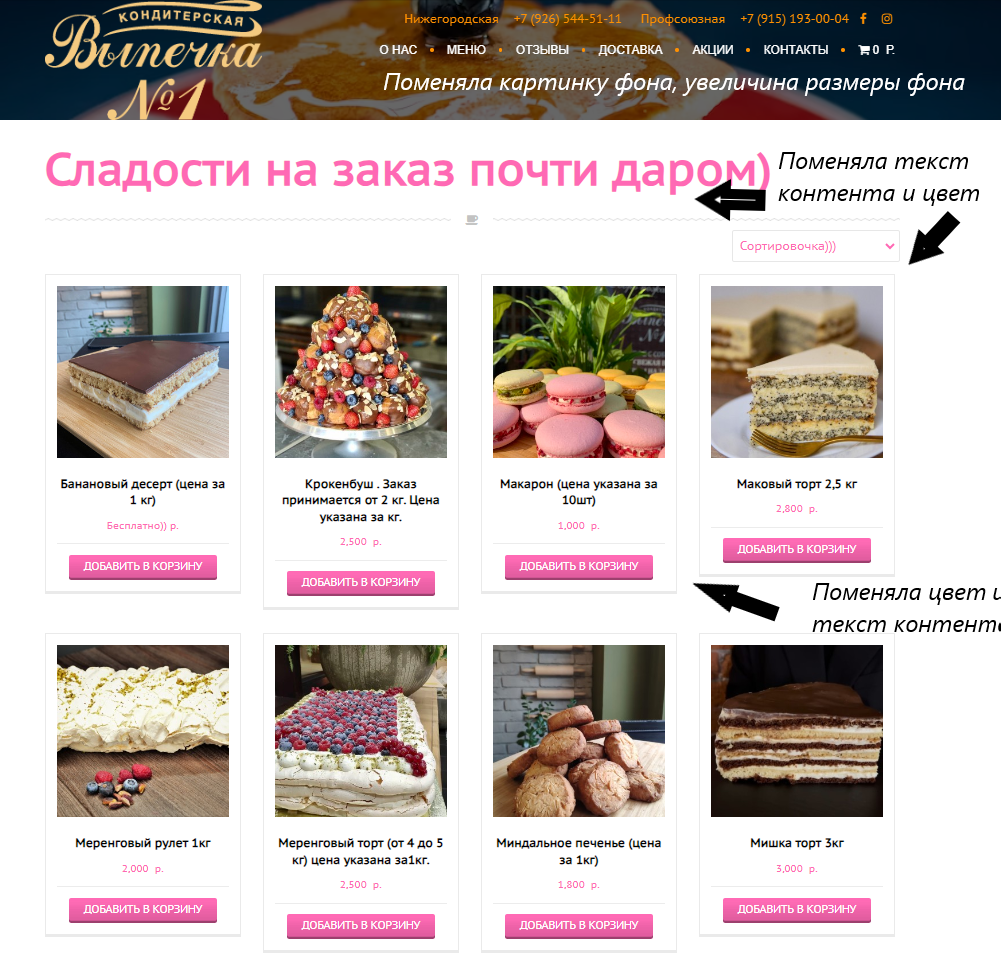 КОНДИТЕРСКАЯ
Выпечка
№1
Нижегородская +7 (926) 544-51-11 Профсоюзная +7 (915) 193-00-04
О НАС • МЕНЮ • ОТЗЫВЫ • ДОСТАВКА • АКЦИИ • КОНТАКТЫ • 0 Р.
Поменяла картинку фона, увеличина размеры фона
Сладости на заказ почти даром)
Поменяла текст
контента и цвет
Сортировочка)))
Банановый десерт (цена за
1 кг)
Бесплатно)) р.
ДОБАВИТЬ В КОРЗИНУ
Крокенбуш . Заказ
принимается от 2 кг. Цена
указана за кг.
2,500 р.
ДОБАВИТЬ В КОРЗИНУ
Макарон (цена указана за
10шт)
1,000 р.
ДОБАВИТЬ В КОРЗИНУ
Маковый торт 2,5 кг
2,800 р.
ДОБАВИТЬ В КОРЗИНУ
Поменяла цвет и
текст контента
Меренговый рулет 1кг
2,000 р.
ДОБАВИТЬ В КОРЗИНУ
Меренговый торт (от 4 до 5
кг) цена указана за1кг.
2,500 р.
ДОБАВИТЬ В КОРЗИНУ
Миндальное печенье (цена
за 1кг)
1,800 р.
ДОБАВИТЬ В КОРЗИНУ
Мишка торт 3кг
3,000 р.
ДОБАВИТЬ В КОРЗИНУ